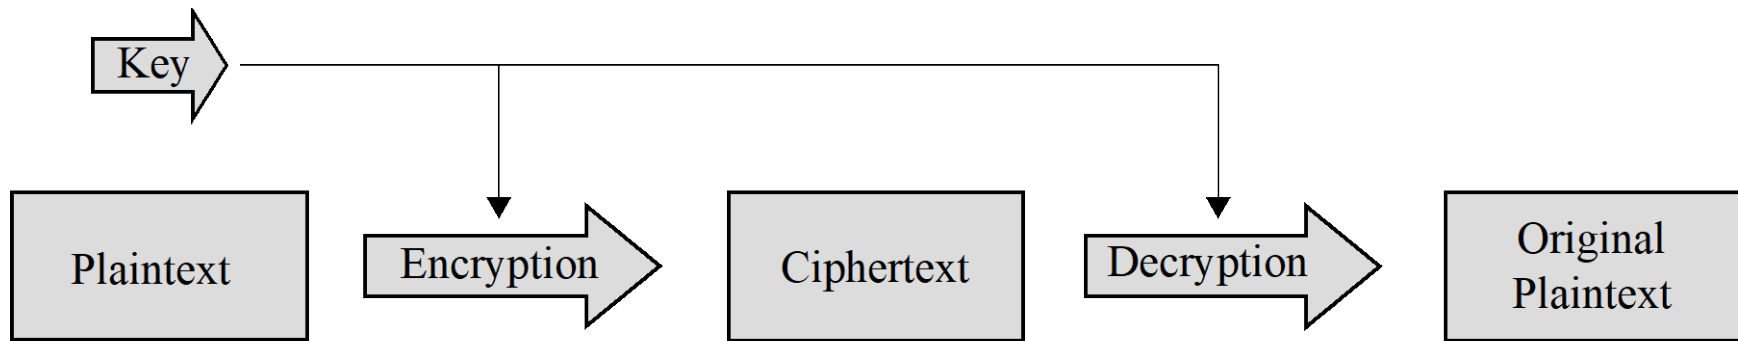 Key
Plaintext
Encryption
Ciphertext
Decryption
Original
Plaintext